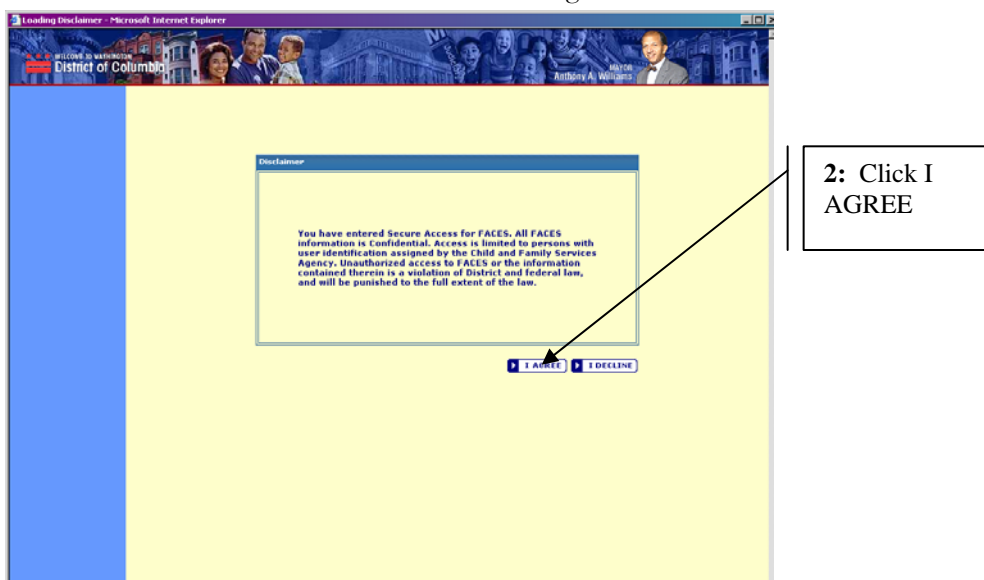 Loading Disclaimer - Microsoft Internet Explorer
WELCOME TO WASHINGTON
District of Columbia
MAYOR
Anthony A. Williams
Disclaimer
You have entered Secure Access for FACES. All FACES
information is Confidential. Access is limited to persons with
user identification assigned by the Child and Family Services
Agency. Unauthorized access to FACES or the information
contained therein is a violation of District and federal law,
and will be punished to the full extent of the law.
I AGREE I DECLINE
2: Click I
AGREE